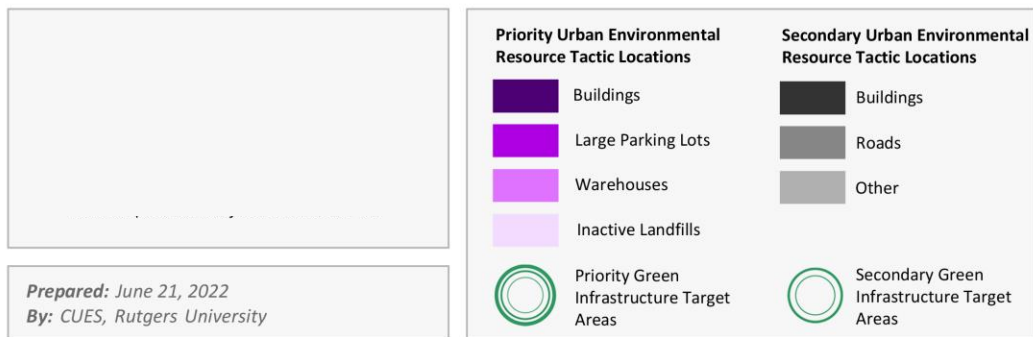 Priority Urban Environmental
Resource Tactic Locations
Buildings
Large Parking Lots
Warehouses
Inactive Landfills
Priority Green
Infrastructure Target
Areas
Secondary Urban Environmental
Resource Tactic Locations
Buildings
Roads
Other
Secondary Green
Infrastructure Target
Areas
Prepared: June 21, 2022
By: CUES, Rutgers University